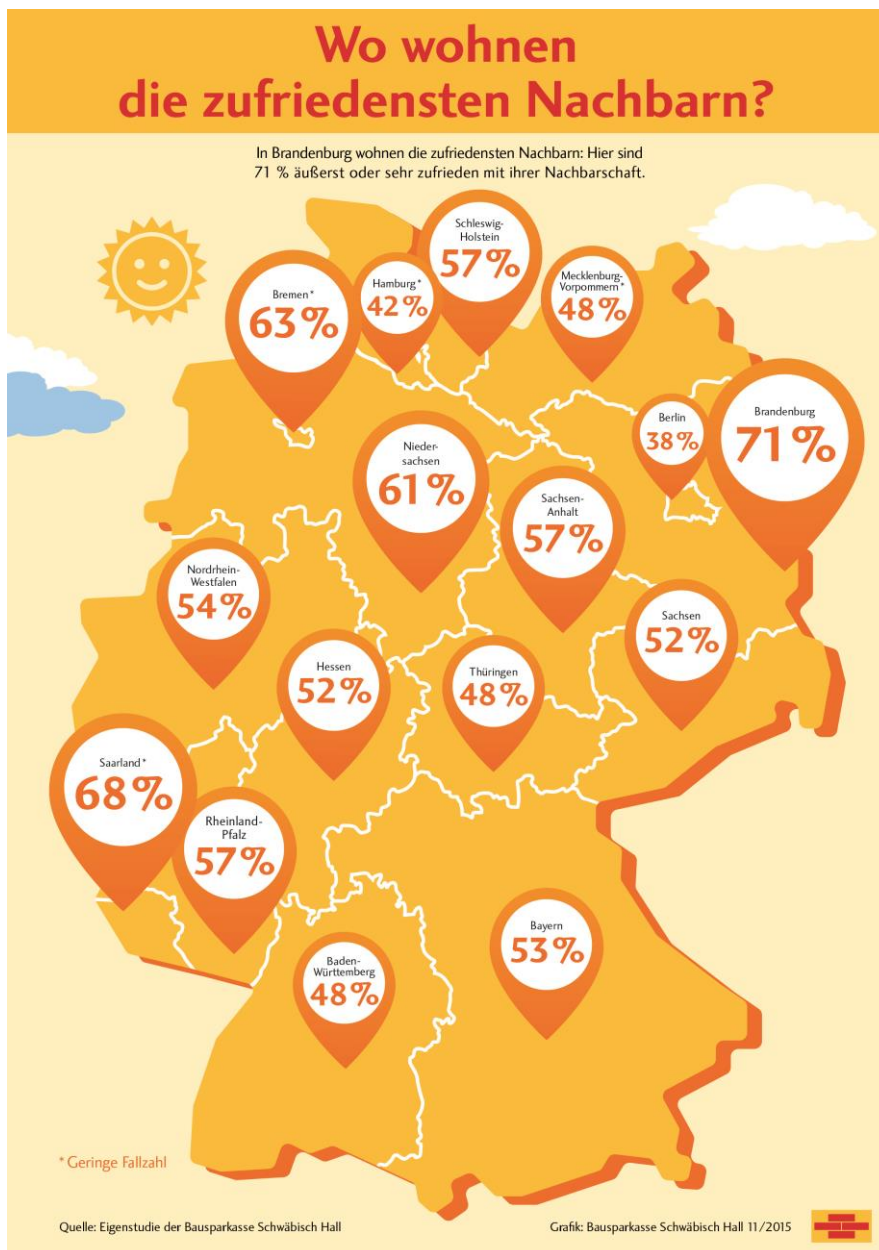 Wo wohnen
die zufriedensten Nachbarn?
In Brandenburg wohnen die zufriedensten Nachbarn: Hier sind
71 % äußerst oder sehr zufrieden mit ihrer Nachbarschaft.
Schleswig-
Holstein
57 %
Hamburg *
42 %
Bremen *
63 %
Mecklenburg-
Vorpommern *
48 %
Berlin
38 %
Brandenburg
71 %
Nieder-
sachsen
61 %
Sachsen-
Anhalt
57 %
Nordrhein-
Westfalen
54 %
Sachsen
52 %
Hessen
52 %
Thüringen
48 %
Saarland *
68 %
Rheinland-
Pfalz
57 %
Bayern
53 %
Baden-
Württemberg
48 %
* Geringe Fallzahl
Quelle: Eigenstudie der Bausparkasse Schwäbisch Hall
Grafik: Bausparkasse Schwäbisch Hall 11/2015